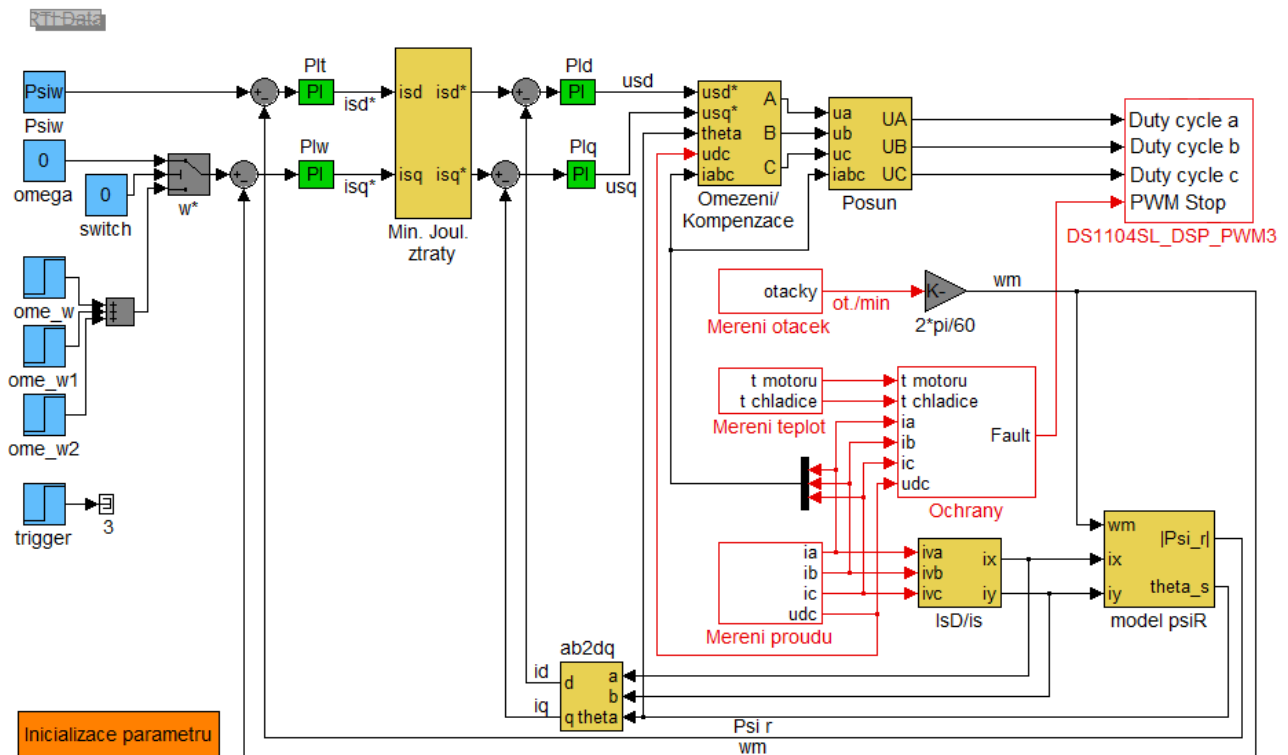 RTI Data
Psiw
Psiw
0
omega
0
switch
w*
ome_w
ome_w1
ome_w2
trigger
3
Inicializace parametru
+_
PIt
PI
isd*
+_
PIw
PI
isq*
isd isd*
isq isq*
Min. Joul.
ztraty
+_
PId
PI
usd
+_
PIq
PI
usq
usd*
usq*
theta
udc
iabc
A
B
C
Omezeni/
Kompenzace
ua
ub
uc
iabc
UA
UB
UC
Posun
Duty cycle a
Duty cycle b
Duty cycle c
PWM Stop
DS1104SL_DSP_PWM3
otacky
Mereni otacek
ot./min
K-
2*pi/60
wm
t motoru
t chladice
Mereni teplot
t motoru
t chladice
ia
ib
ic
udc
Fault
Ochrany
ia
ib
ic
udc
Mereni proudu
iva
ivb
ivc
ix
iy
IsD/is
wm
ix
iy
|Psi_r|
theta_s
model psiR
ab2dq
id
iq
d
q
a
b
theta
Psi r
wm